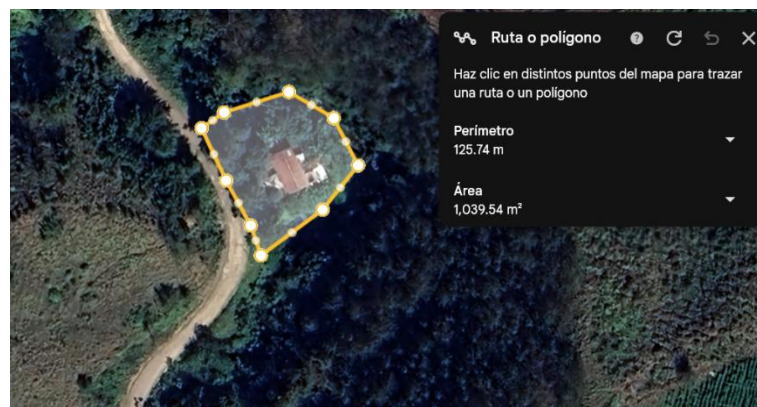 Ruta o polígono
Haz clic en distintos puntos del mapa para trazar
una ruta o un polígono
Perímetro
125.74 m
Área
1,039.54 m²